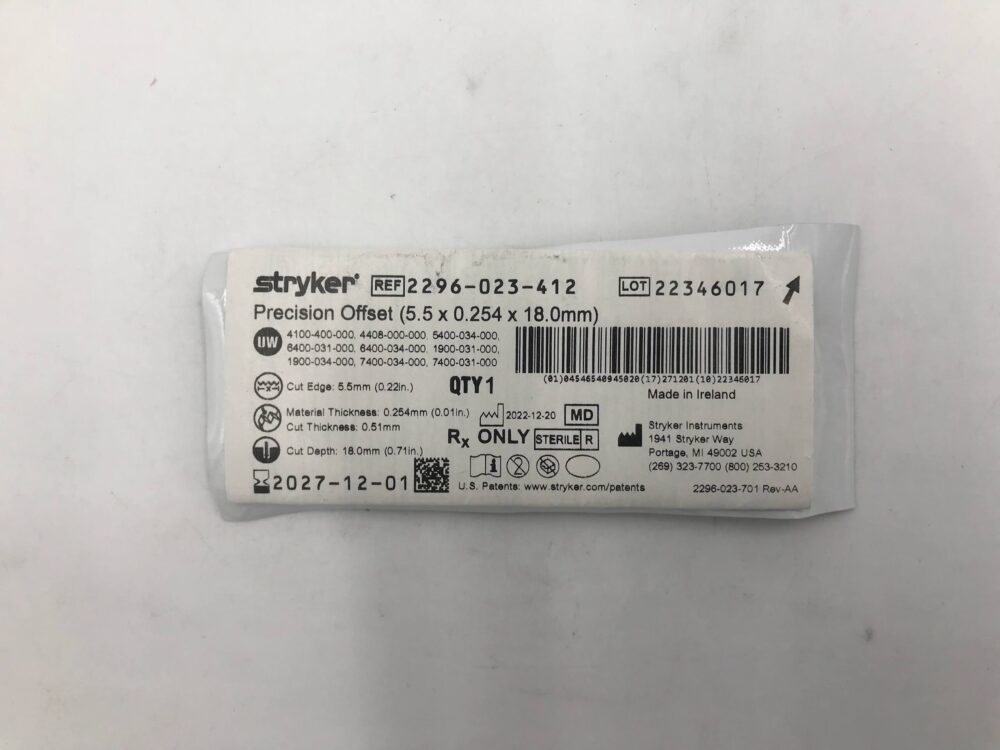 stryker® REF 2296-023-412 LOT 22346017
Precision Offset (5.5 x 0.254 x 18.0mm)
UW 4100-400-000, 4408-000-000, 5400-034-000,
6400-031-000, 6400-034-000, 1900-031-000,
1900-034-000, 7400-034-000, 7400-031-000
(01)04546540945020(17)271201(10)22346017
Made in Ireland
Cut Edge: 5.5mm (0.22in.)
QTY 1
Material Thickness: 0.254mm (0.01in.)
Cut Thickness: 0.51mm
2022-12-20 MD
Rx ONLY STERILE R
Stryker Instruments
1941 Stryker Way
Portage, MI 49002 USA
(269) 323-7700 (800) 253-3210
Cut Depth: 18.0mm (0.71in.)
2027-12-01
U.S. Patents: www.stryker.com/patents
2296-023-701 Rev-AA